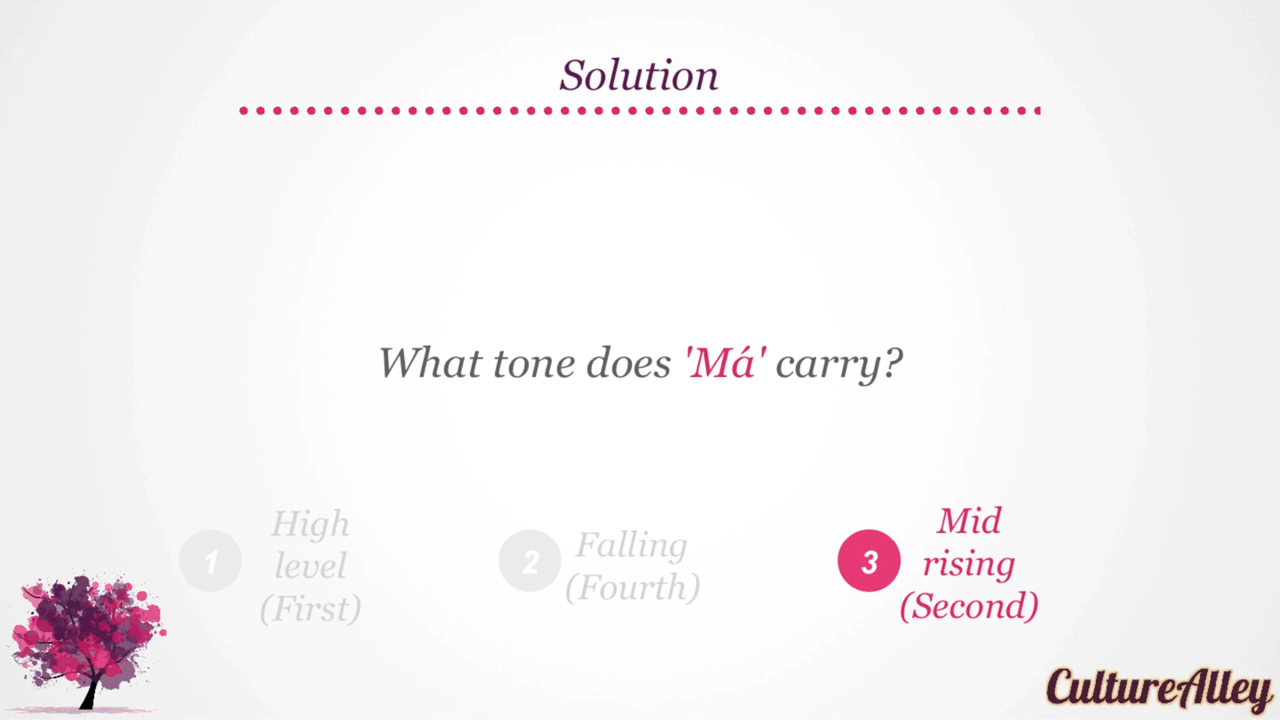 Solution
What tone does 'Má' carry?
1
High
level
(First)
2
Falling
(Fourth)
3
Mid
rising
(Second)
CultureAlley